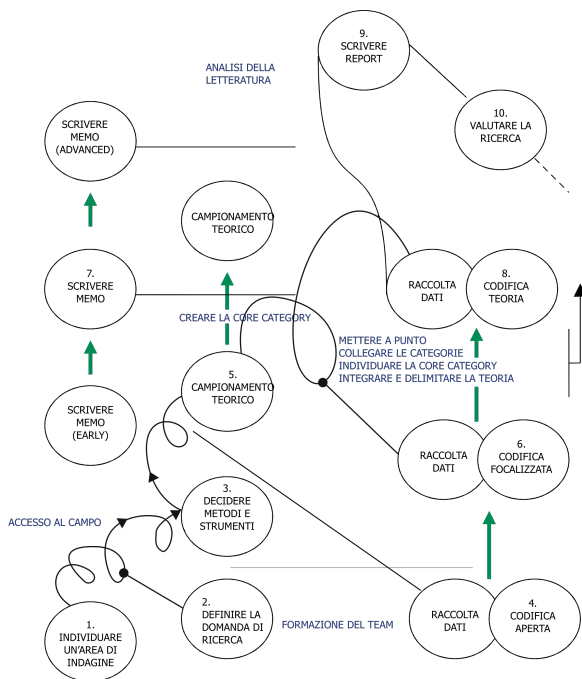 9.
SCRIVERE
REPORT
ANALISI DELLA
LETTERATURA
10.
VALUTARE LA
RICERCA
SCRIVERE
MEMO
(ADVANCED)
CAMPIONAMENTO
TEORICO
7.
SCRIVERE
MEMO
RACCOLTA
DATI
8.
CODIFICA
TEORIA
CREARE LA CORE CATEGORY
METTERE A PUNTO
COLLEGARE LE CATEGORIE
INDIVIDUARE LA CORE CATEGORY
INTEGRARE E DELIMITARE LA TEORIA
5.
CAMPIONAMENTO
TEORICO
SCRIVERE
MEMO
(EARLY)
RACCOLTA
DATI
6.
CODIFICA
FOCALIZZATA
3.
DECIDERE
METODI E
STRUMENTI
ACCESSO AL CAMPO
1.
INDIVIDUARE
UN'AREA DI
INDAGINE
2.
DEFINIRE LA
DOMANDA DI
RICERCA
FORMAZIONE DEL TEAM
RACCOLTA
DATI
4.
CODIFICA
APERTA